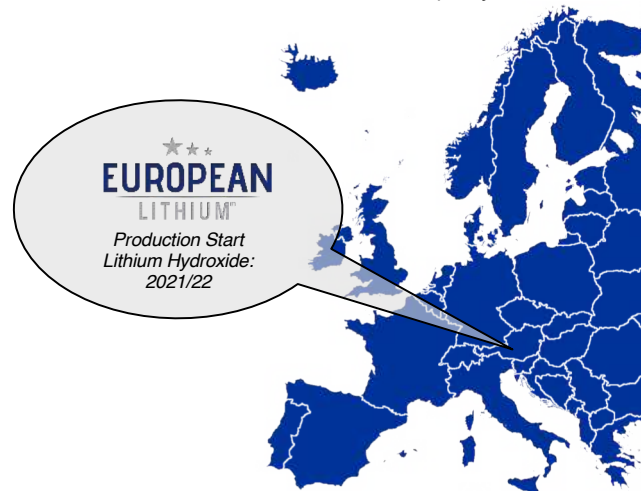 EUROPEAN
LITHIUM
Production Start
Lithium Hydroxide:
2021/22